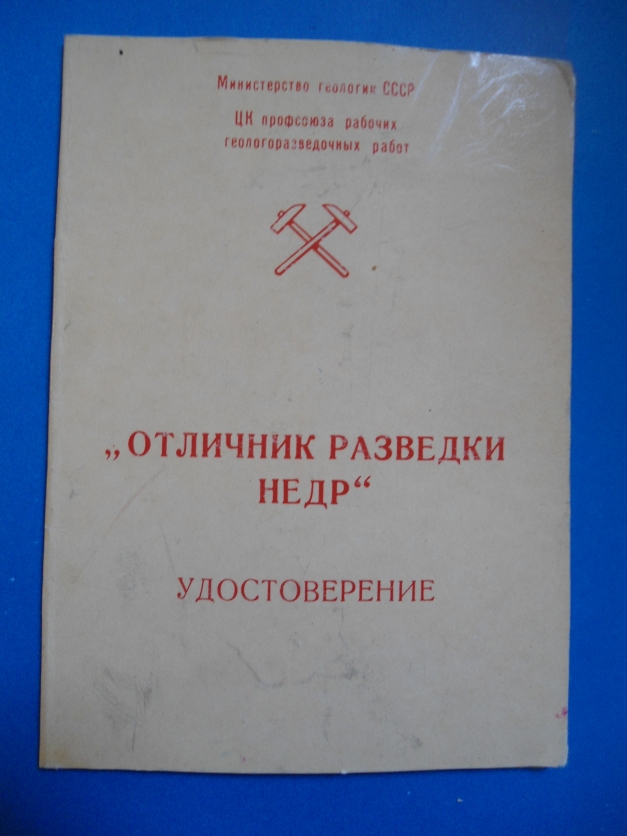 Министерство геологии СССР
ЦК профсоюза рабочих
геологоразведочных работ
„ОТЛИЧНИК РАЗВЕДКИ
НЕДР“
УДОСТОВЕРЕНИЕ